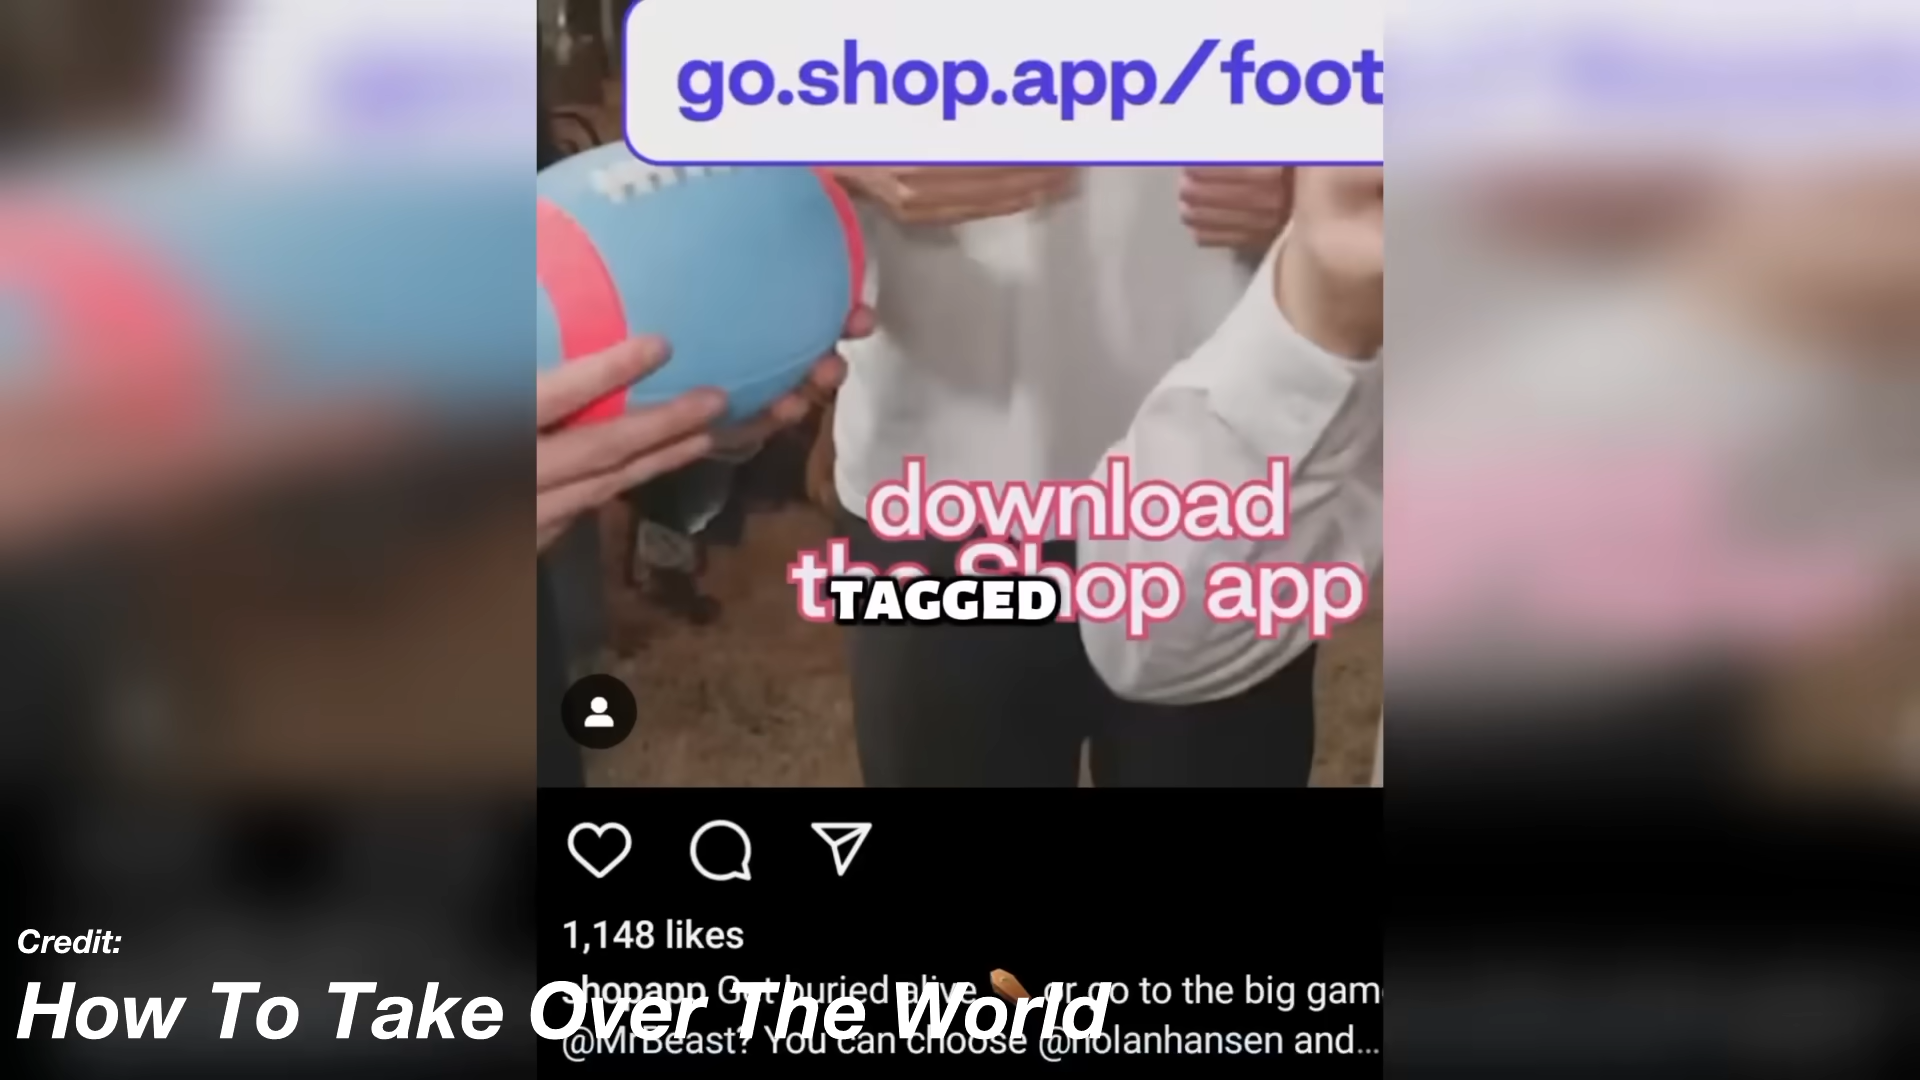 go.shop.app/foot
download
the Shop app
TAGGED
1,148 likes
shopapp Get buried alive or go to the big gam
@MrBeast? You can choose @nolanhansen and...
Credit:
How To Take Over The World